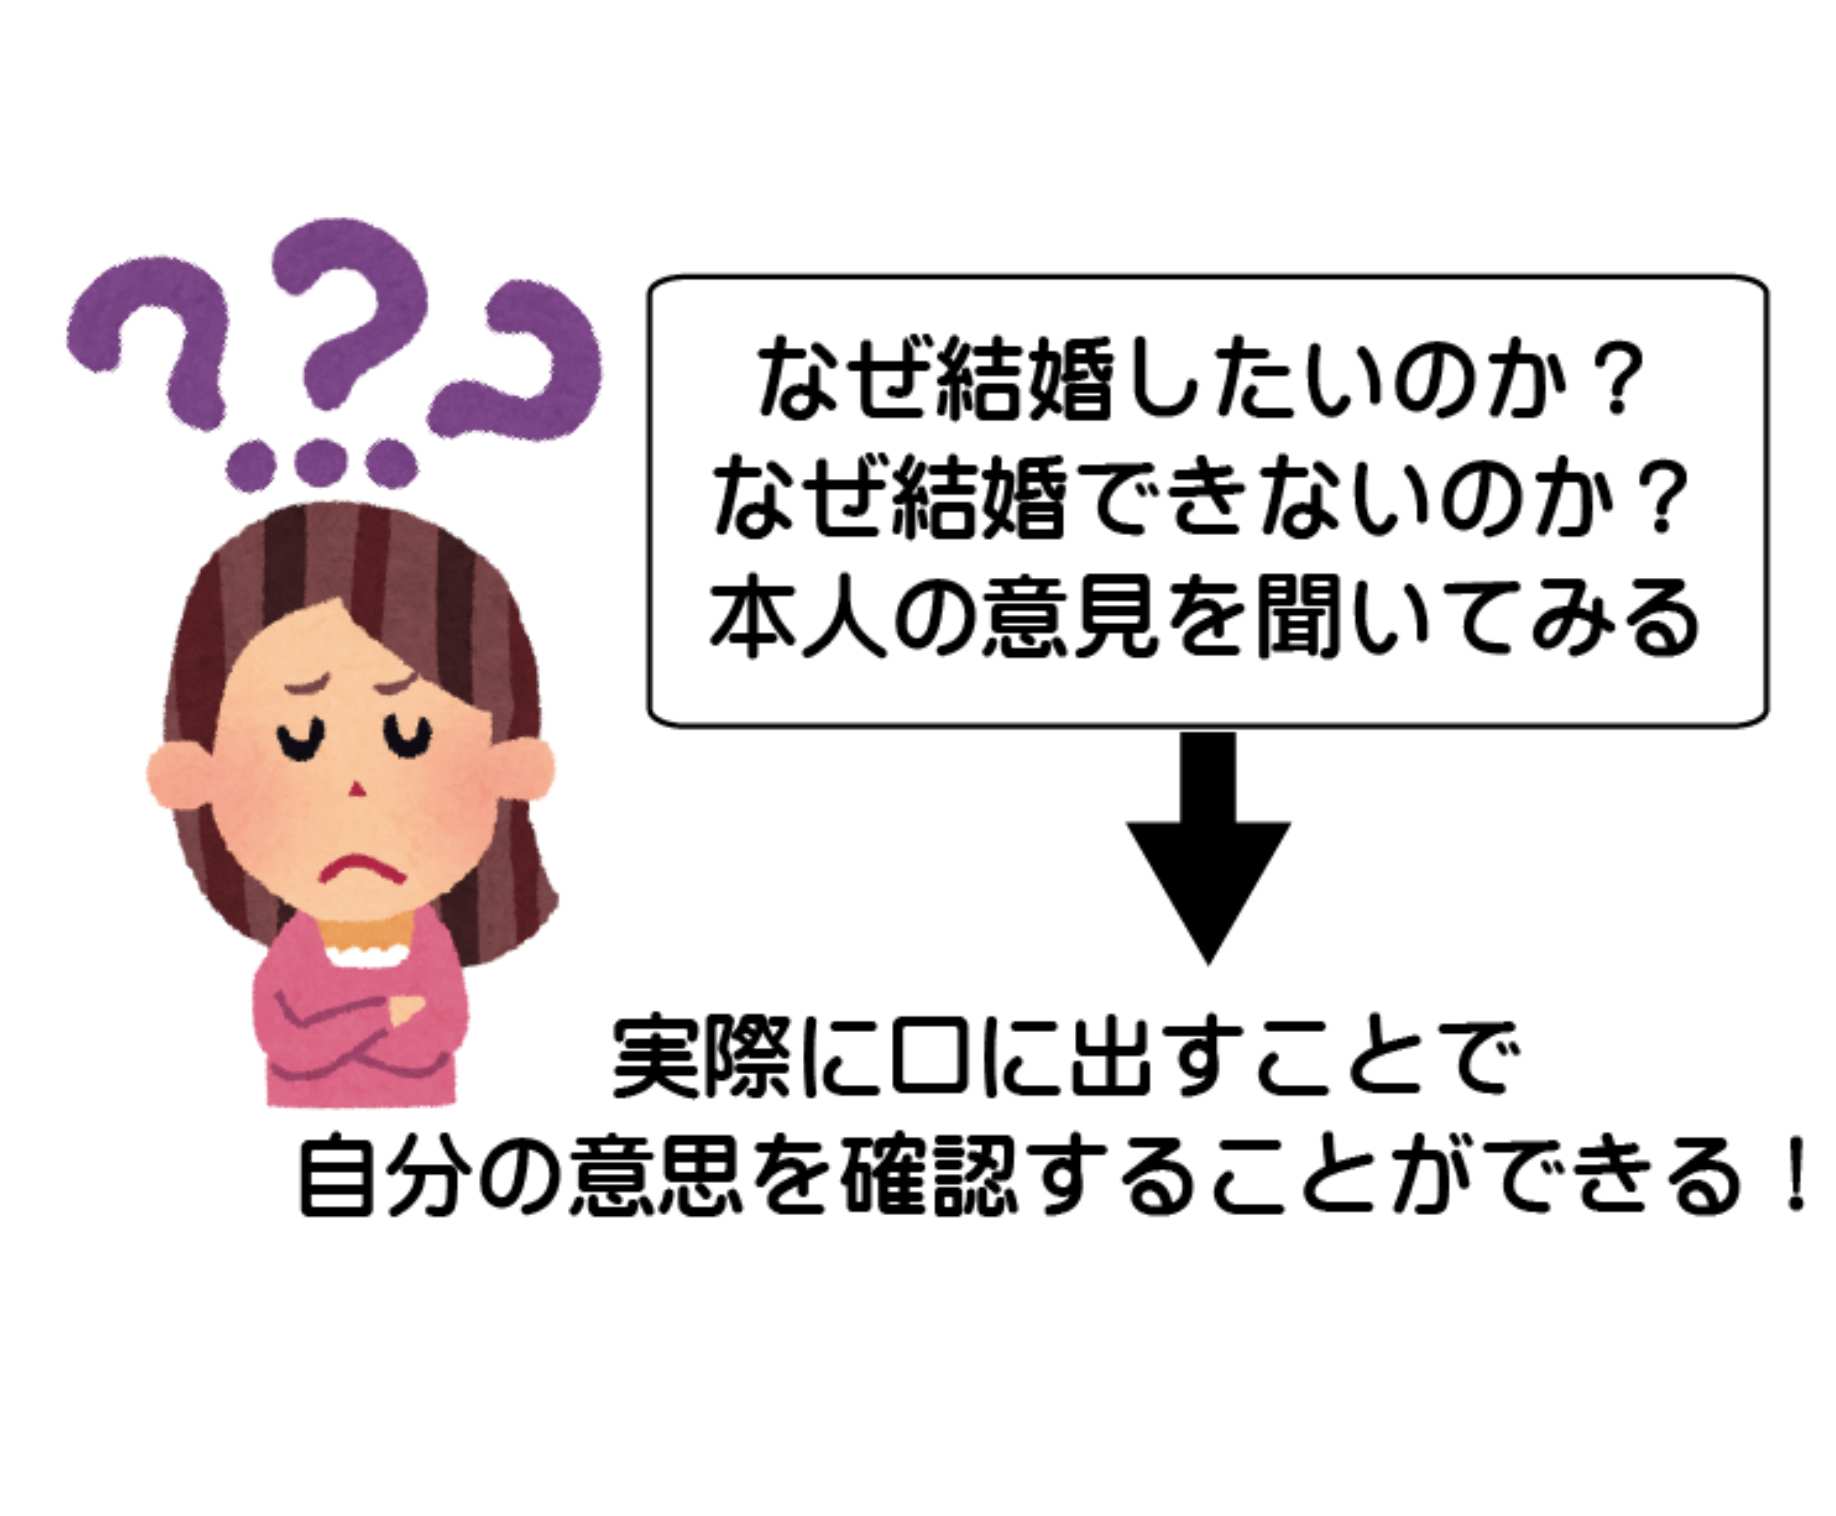 なぜ結婚したいのか？
なぜ結婚できないのか？
本人の意見を聞いてみる
実際に口に出すことで
自分の意思を確認することができる！